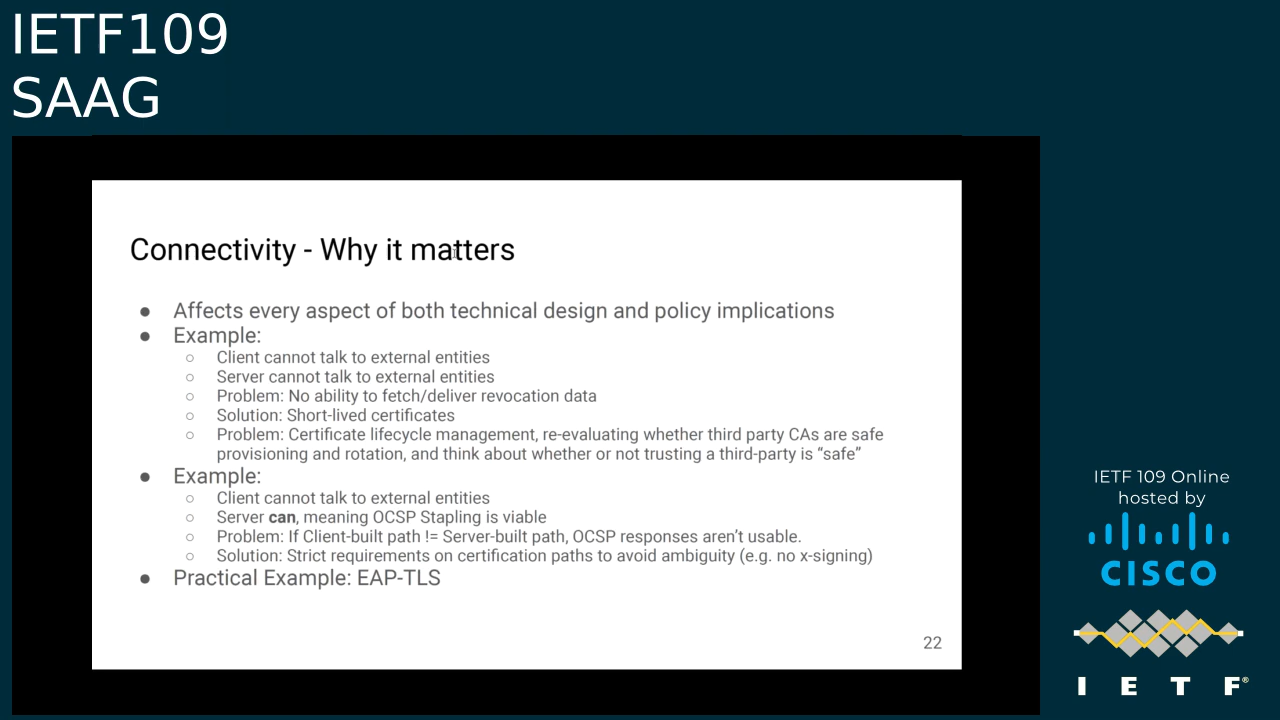 IETF109
SAAG
Connectivity - Why it matters
● Affects every aspect of both technical design and policy implications
● Example:
○ Client cannot talk to external entities
○ Server cannot talk to external entities
○ Problem: No ability to fetch/deliver revocation data
○ Solution: Short-lived certificates
○ Problem: Certificate lifecycle management, re-evaluating whether third party CAs are safe
provisioning and rotation, and think about whether or not trusting a third-party is “safe”
● Example:
○ Client cannot talk to external entities
○ Server can, meaning OCSP Stapling is viable
○ Problem: If Client-built path != Server-built path, OCSP responses aren’t usable.
○ Solution: Strict requirements on certification paths to avoid ambiguity (e.g. no x-signing)
● Practical Example: EAP-TLS
22
IETF 109 Online
hosted by
CISCO
I E T F®